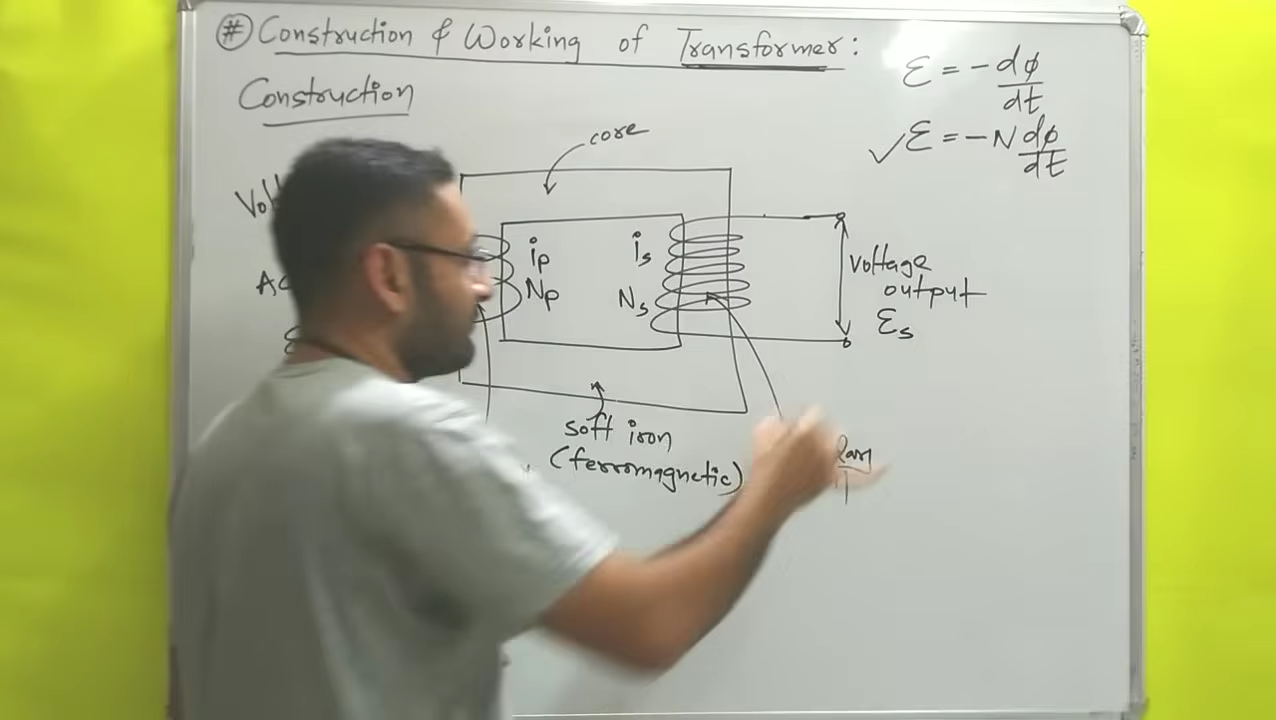 # Construction & Working of Transformer:
Construction
ε = - dφ/dt
✓ ε = - N dφ/dt
core
ip
Np
is
Ns
Voltage
output
εs
soft iron
(ferromagnetic)